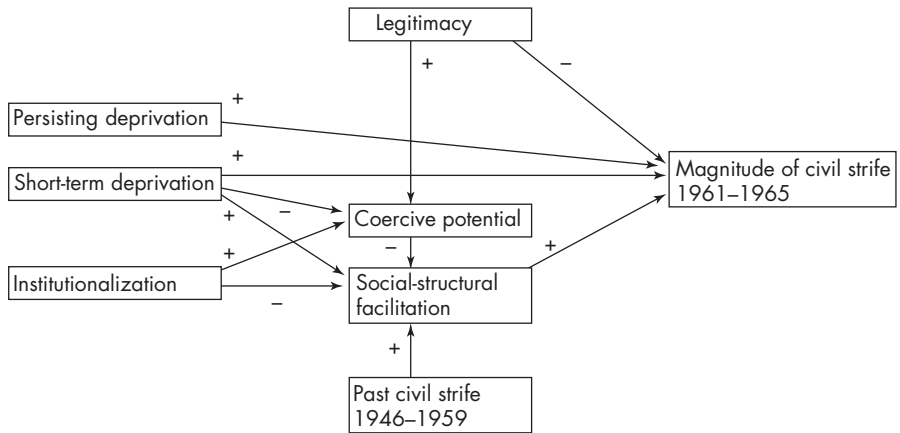 Legitimacy
+
–
+
Persisting deprivation
+
Magnitude of civil strife
1961–1965
Short-term deprivation
–
+
Coercive potential
+
–
+
Institutionalization
–
Social-structural
facilitation
+
Past civil strife
1946–1959